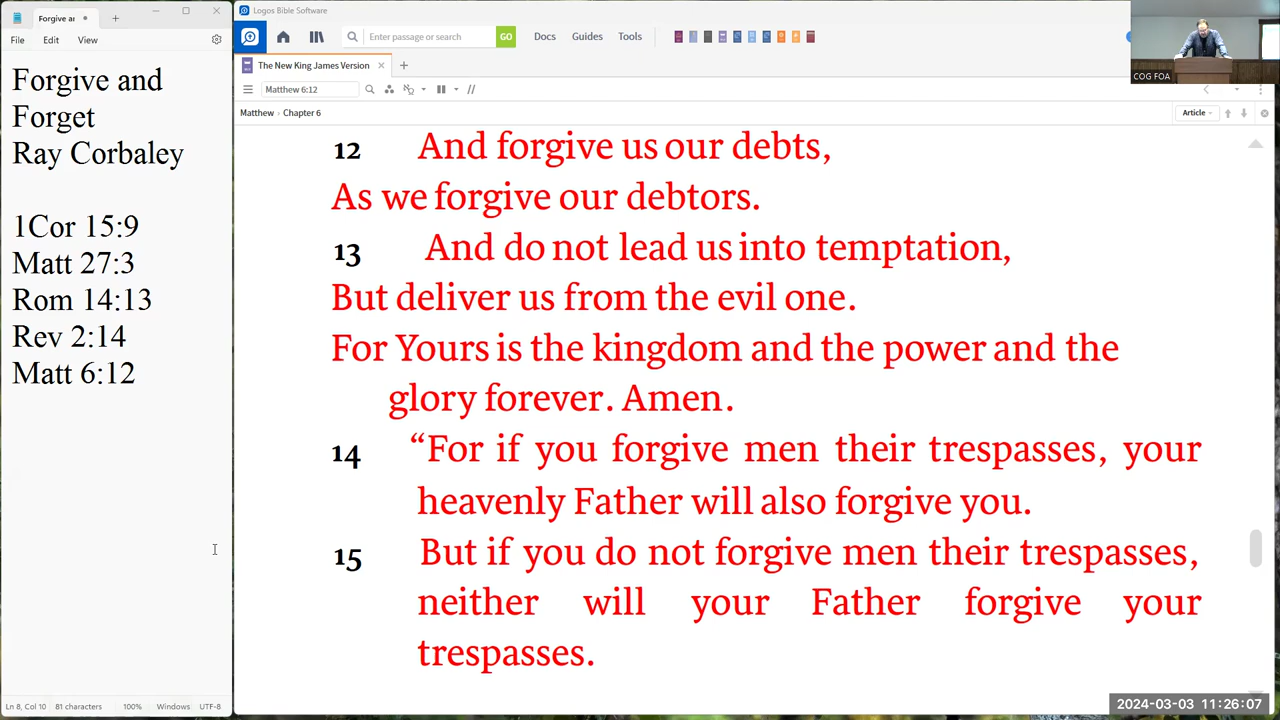 Forgive ar
File
Edit
View
Forgive and
Forget
Ray Corbaley
1Cor 15:9
Matt 27:3
Rom 14:13
Rev 2:14
Matt 6:12
Ln 8, Col 10
81 characters
100%
Windows
UTF-8
Logos Bible Software
Enter passage or search
GO
Docs
Guides
Tools
The New King James Version
Matthew 6:12
Matthew › Chapter 6
Article
COG FOA
12 And forgive us our debts,
As we forgive our debtors.
13 And do not lead us into temptation,
But deliver us from the evil one.
For Yours is the kingdom and the power and the
glory forever. Amen.
14 “For if you forgive men their trespasses, your
heavenly Father will also forgive you.
15 But if you do not forgive men their trespasses,
neither will your Father forgive your
trespasses.
2024-03-03 11:26:07